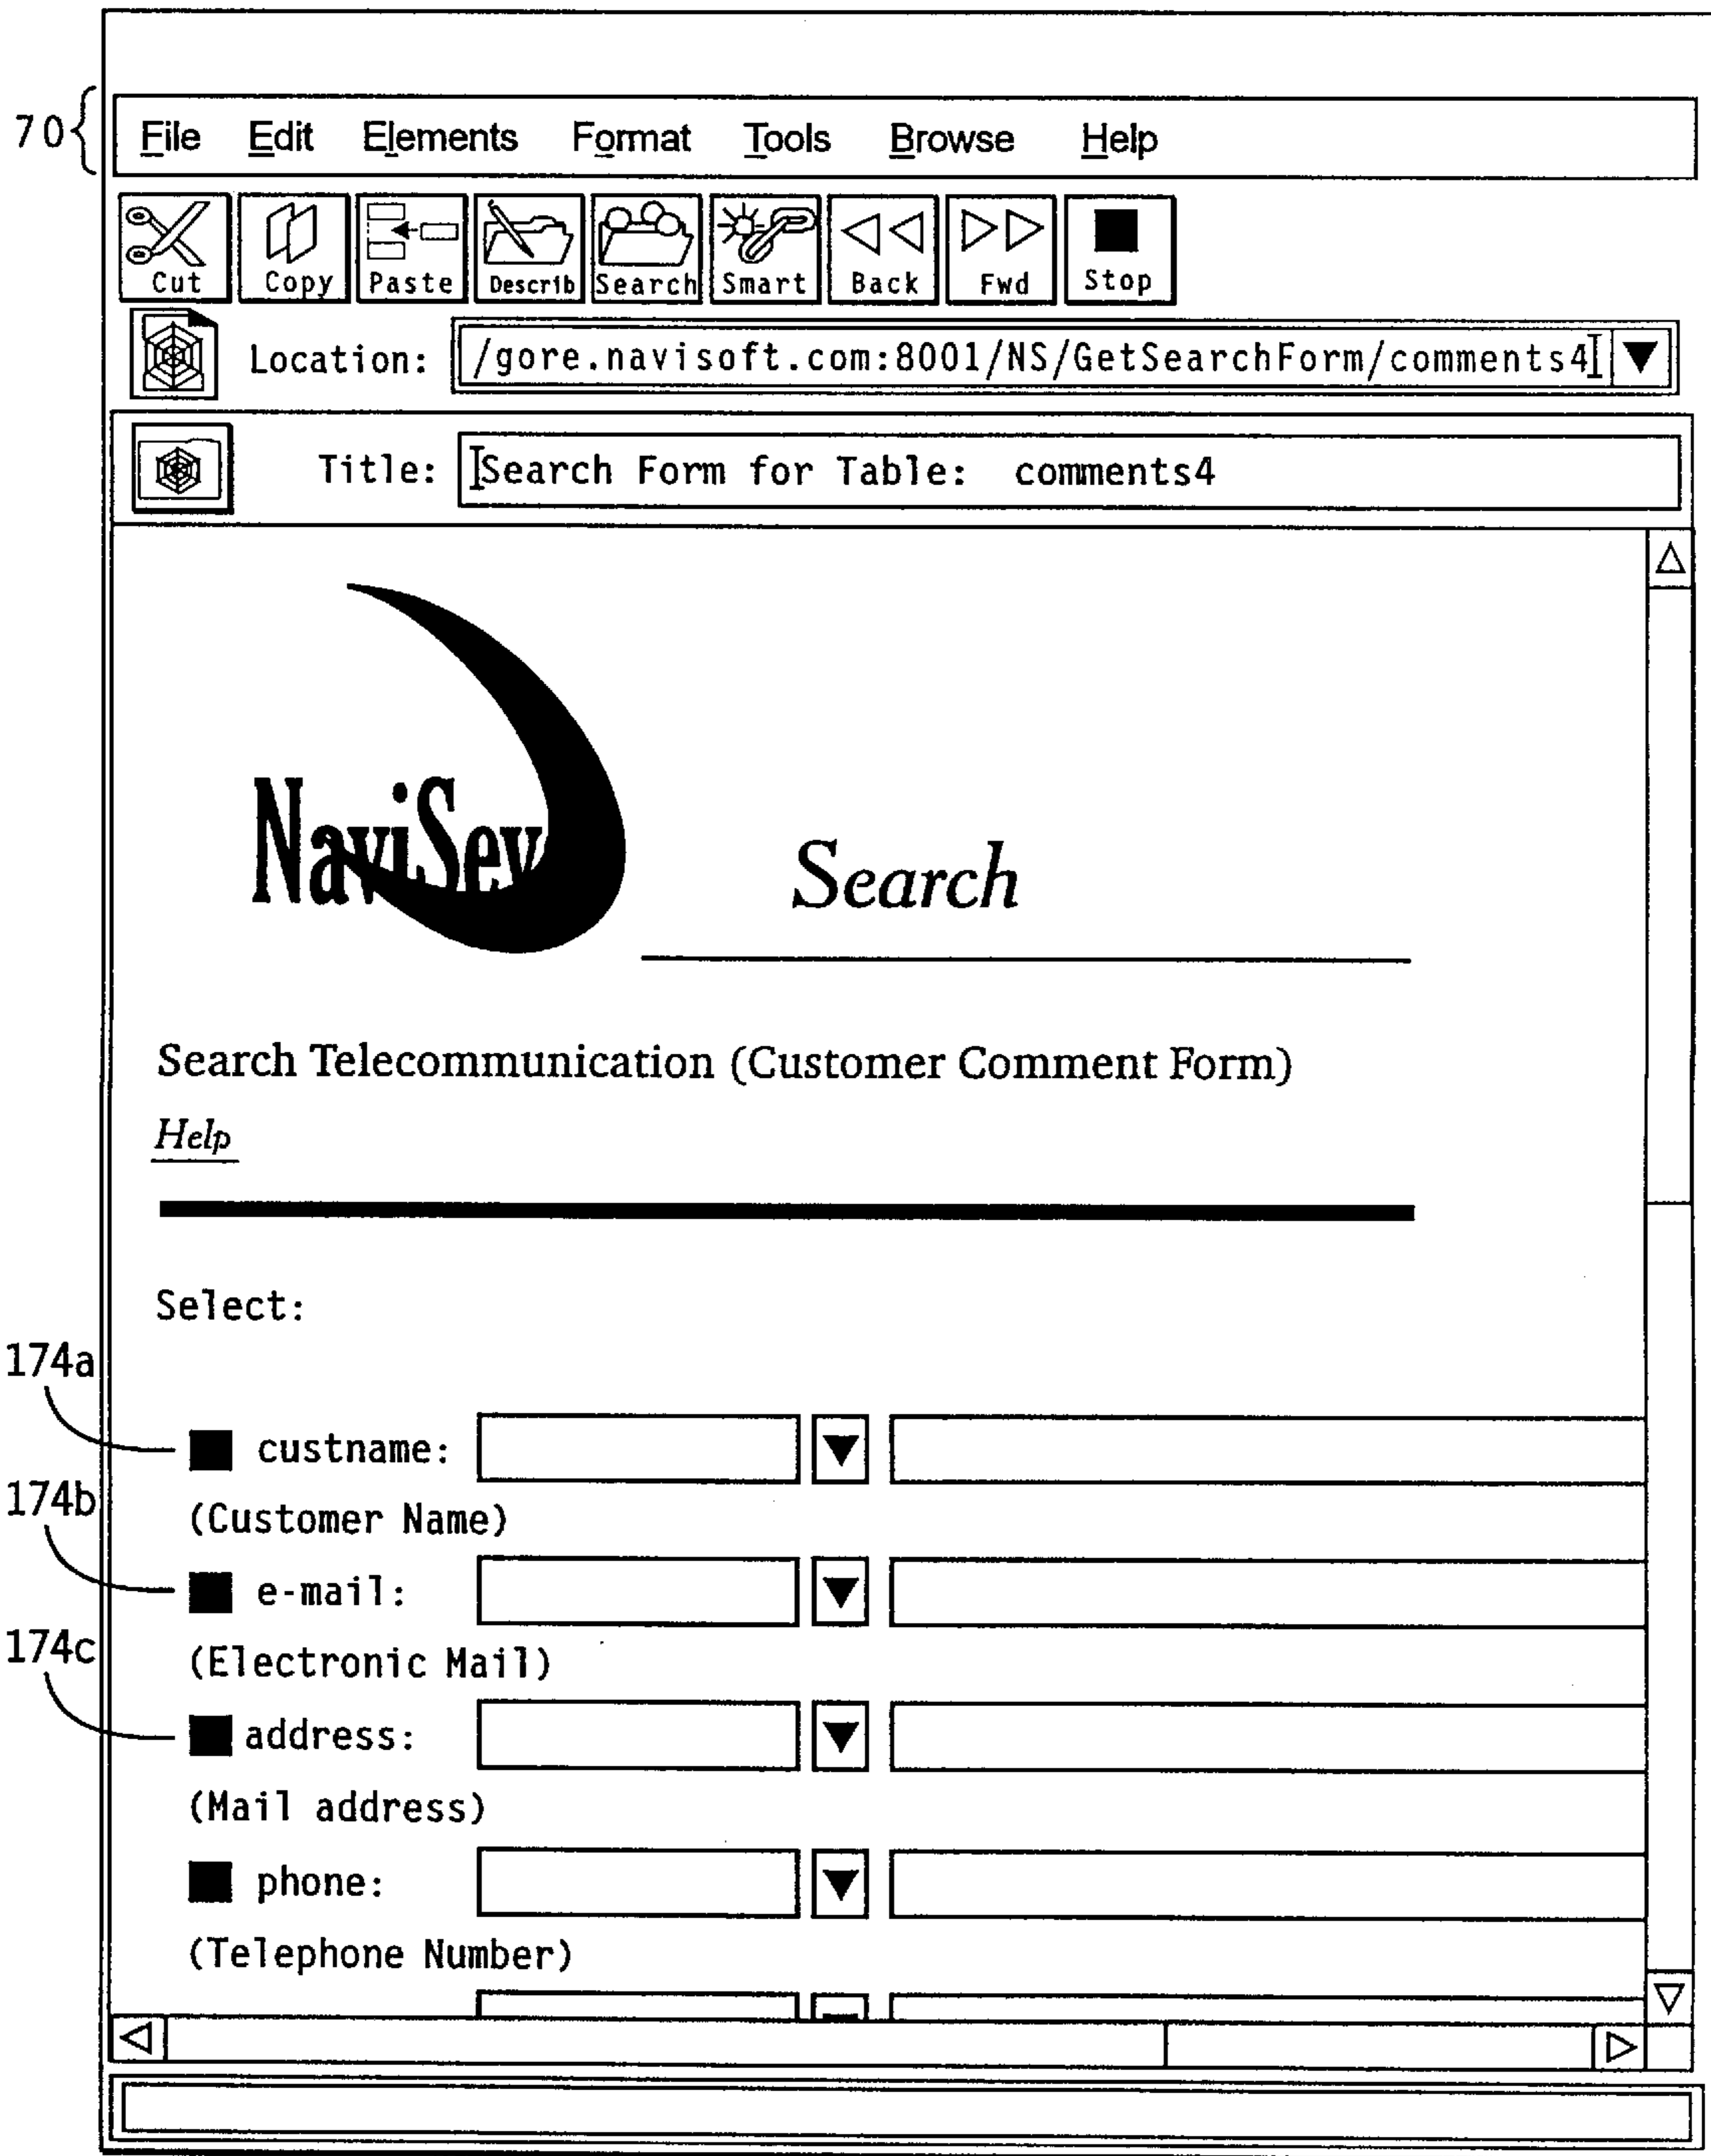 70
File Edit Elements Format Tools Browse Help
Cut Copy Paste Describ Search Smart Back Fwd Stop
Location: /gore.navisoft.com:8001/NS/GetSearchForm/comments4
Title: Search Form for Table: comments4
NaviSev
Search
Search Telecommunication (Customer Comment Form)
Help
Select:
174a
custname:
174b
(Customer Name)
e-mail:
174c
(Electronic Mail)
address:
(Mail address)
phone:
(Telephone Number)